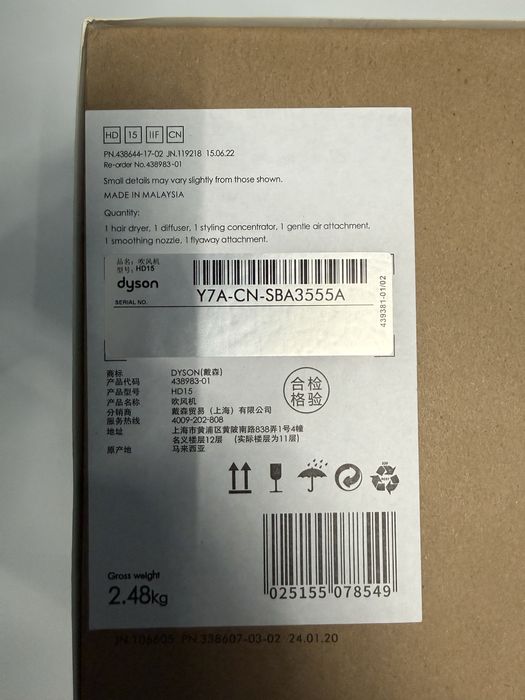 HD 15 IIF CN
PN.438644-17-02 JN.119218 15.06.22
Re-order No.438983-01
Small details may vary slightly from those shown.
MADE IN MALAYSIA
Quantity:
1 hair dryer, 1 diffuser, 1 styling concentrator, 1 gentle air attachment,
1 smoothing nozzle, 1 flyaway attachment.
品名: 吹风机
型号: HD15
dyson
SERIAL NO.
Y7A-CN-SBA3555A
439381-01/02
商标 DYSON(戴森)
产品代码 438983-01
产品型号 HD15
产品名称 吹风机
分销商 戴森贸易（上海）有限公司
服务热线 4009-202-808
地址 上海市黄浦区黄陂南路838弄1号4幢
名义楼层12层 (实际楼层为11层)
原产地 马来西亚
合检
格验
Gross weight
2.48kg
025155 078549
JN.106605 PN.338607-03-02 24.01.20